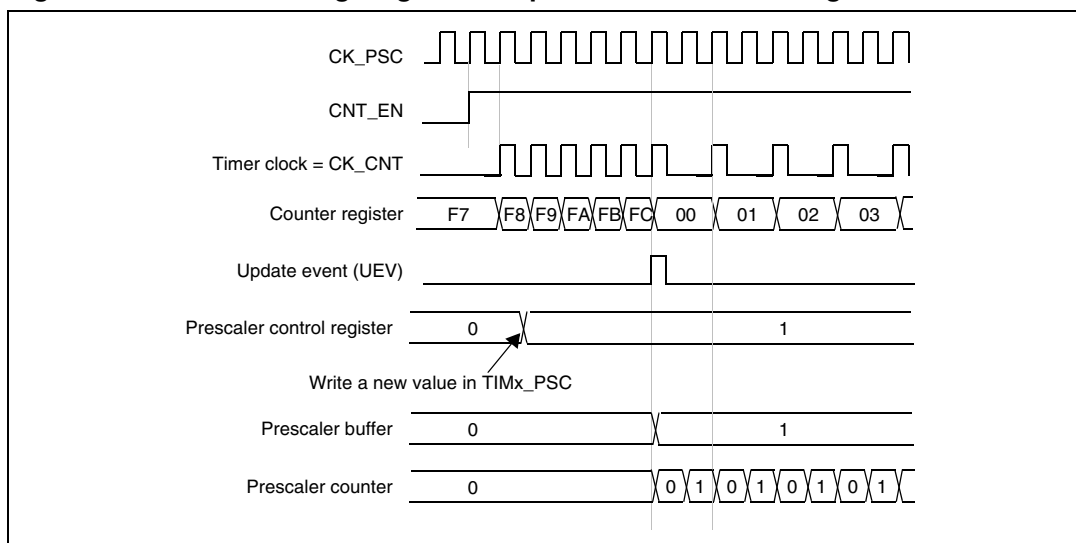 CK_PSC
CNT_EN
Timer clock = CK_CNT
Counter register F7 F8 F9 FA FB FC 00 01 02 03
Update event (UEV)
Prescaler control register 0 1
Write a new value in TIMx_PSC
Prescaler buffer 0 1
Prescaler counter 0 0 1 0 1 0 1 0 1